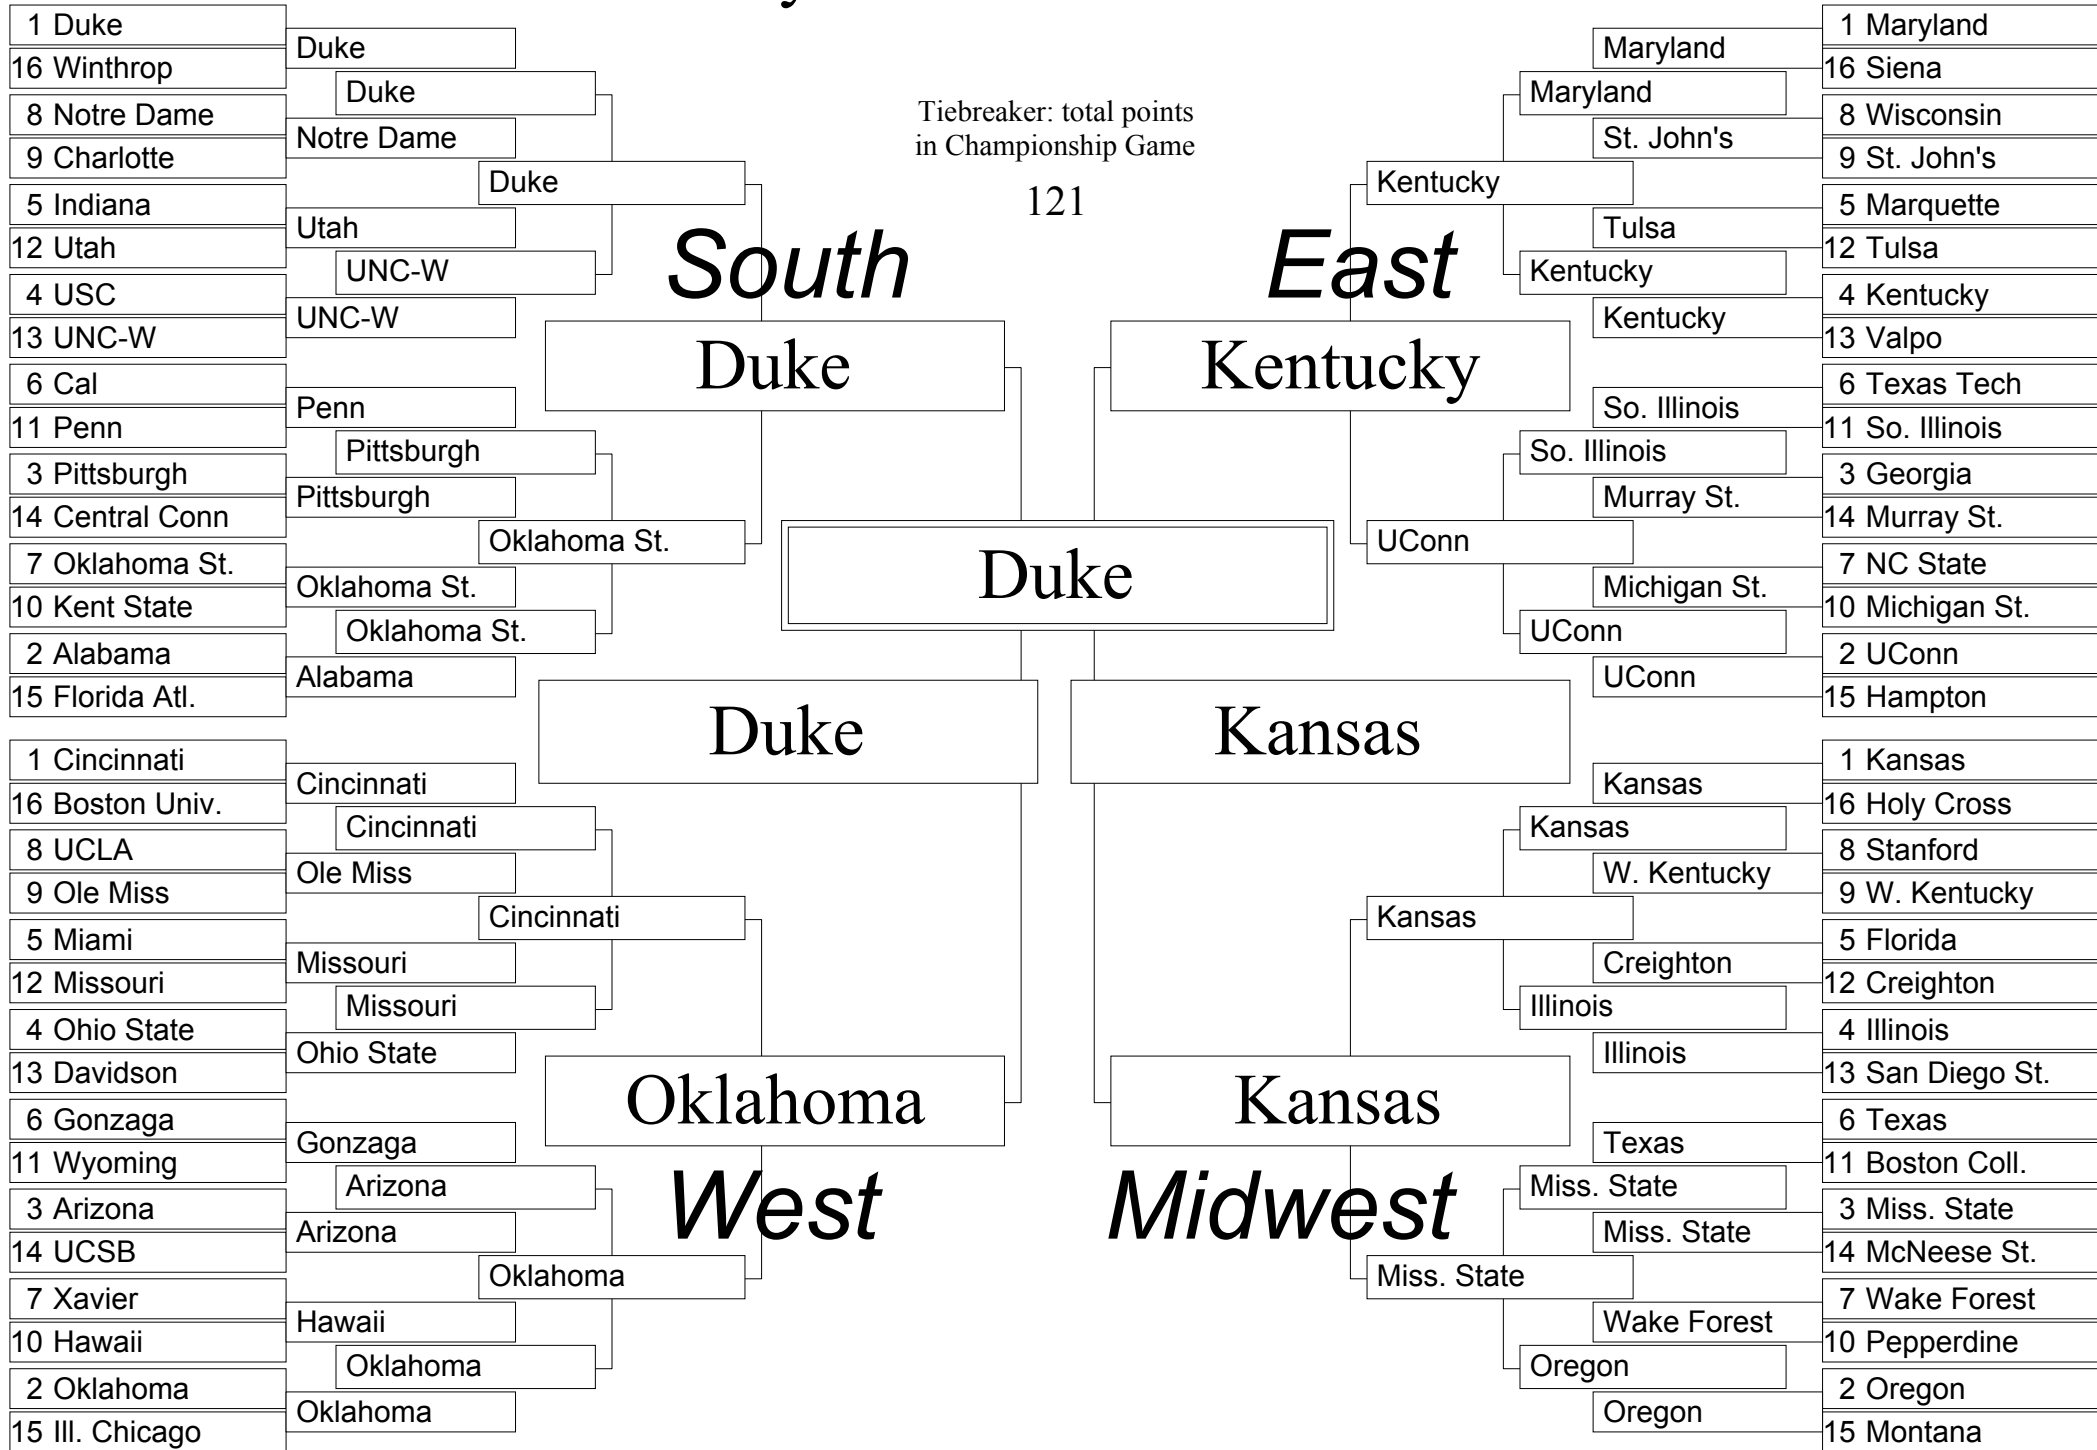 1 Duke
16 Winthrop
8 Notre Dame
9 Charlotte
5 Indiana
12 Utah
4 USC
13 UNC-W
6 Cal
11 Penn
3 Pittsburgh
14 Central Conn
7 Oklahoma St.
10 Kent State
2 Alabama
15 Florida Atl.
Duke
Notre Dame
Utah
UNC-W
Penn
Pittsburgh
Oklahoma St.
Alabama
Duke
UNC-W
Pittsburgh
Oklahoma St.
Duke
Oklahoma St.
South
Duke
1 Cincinnati
16 Boston Univ.
8 UCLA
9 Ole Miss
5 Miami
12 Missouri
4 Ohio State
13 Davidson
6 Gonzaga
11 Wyoming
3 Arizona
14 UCSB
7 Xavier
10 Hawaii
2 Oklahoma
15 Ill. Chicago
Cincinnati
Ole Miss
Missouri
Ohio State
Gonzaga
Arizona
Hawaii
Oklahoma
Cincinnati
Missouri
Arizona
Oklahoma
Cincinnati
Oklahoma
Oklahoma
West
Tiebreaker: total points
in Championship Game
121
Duke
Duke
Kansas
East
Kentucky
Kentucky
UConn
Maryland
Kentucky
So. Illinois
UConn
Maryland
St. John's
Tulsa
Kentucky
So. Illinois
Murray St.
Michigan St.
UConn
1 Maryland
16 Siena
8 Wisconsin
9 St. John's
5 Marquette
12 Tulsa
4 Kentucky
13 Valpo
6 Texas Tech
11 So. Illinois
3 Georgia
14 Murray St.
7 NC State
10 Michigan St.
2 UConn
15 Hampton
Kansas
Midwest
Kansas
Miss. State
Kansas
Illinois
Miss. State
Oregon
Kansas
W. Kentucky
Creighton
Illinois
Texas
Miss. State
Wake Forest
Oregon
1 Kansas
16 Holy Cross
8 Stanford
9 W. Kentucky
5 Florida
12 Creighton
4 Illinois
13 San Diego St.
6 Texas
11 Boston Coll.
3 Miss. State
14 McNeese St.
7 Wake Forest
10 Pepperdine
2 Oregon
15 Montana